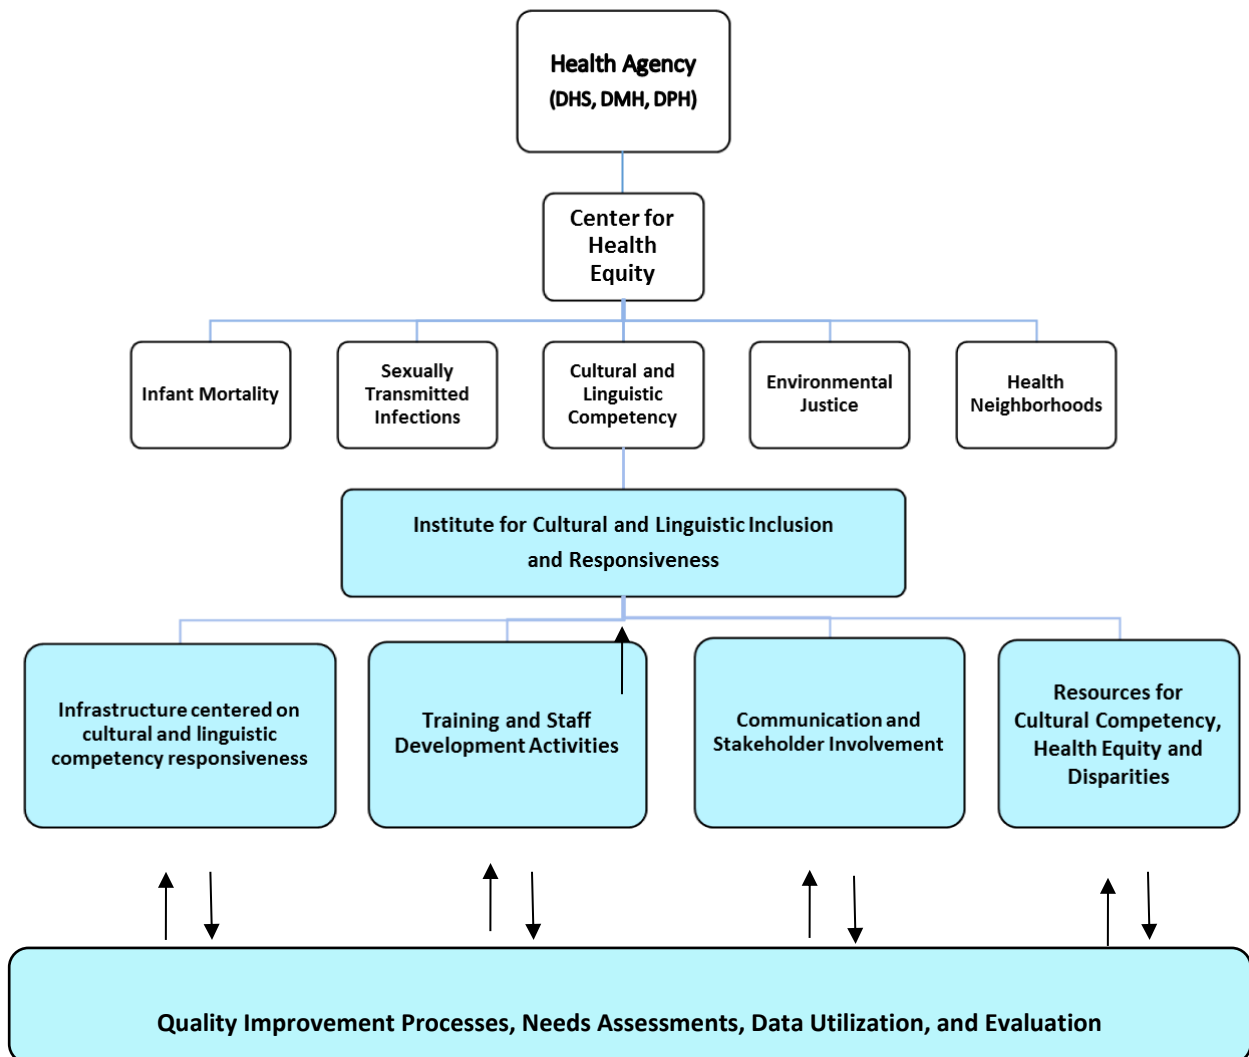 Health Agency
(DHS, DMH, DPH)
Center for
Health
Equity
Infant Mortality
Sexually
Transmitted
Infections
Cultural and
Linguistic
Competency
Environmental
Justice
Health
Neighborhoods
Institute for Cultural and Linguistic Inclusion
and Responsiveness
Infrastructure centered on
cultural and linguistic
competency responsiveness
Training and Staff
Development Activities
Communication and
Stakeholder Involvement
Resources for
Cultural Competency,
Health Equity and
Disparities
Quality Improvement Processes, Needs Assessments, Data Utilization, and Evaluation